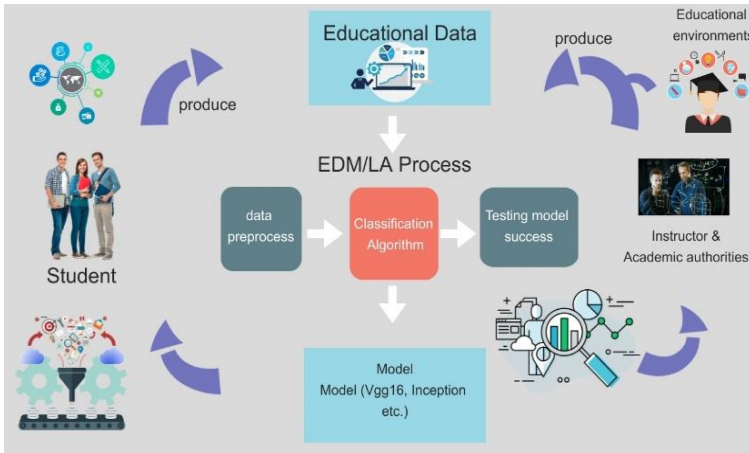 Educational Data
produce
produce
Educational
environments
EDM/LA Process
data
preprocess
Classification
Algorithm
Testing model
success
Student
Instructor &
Academic authorities
Model
Model (Vgg16, Inception
etc.)